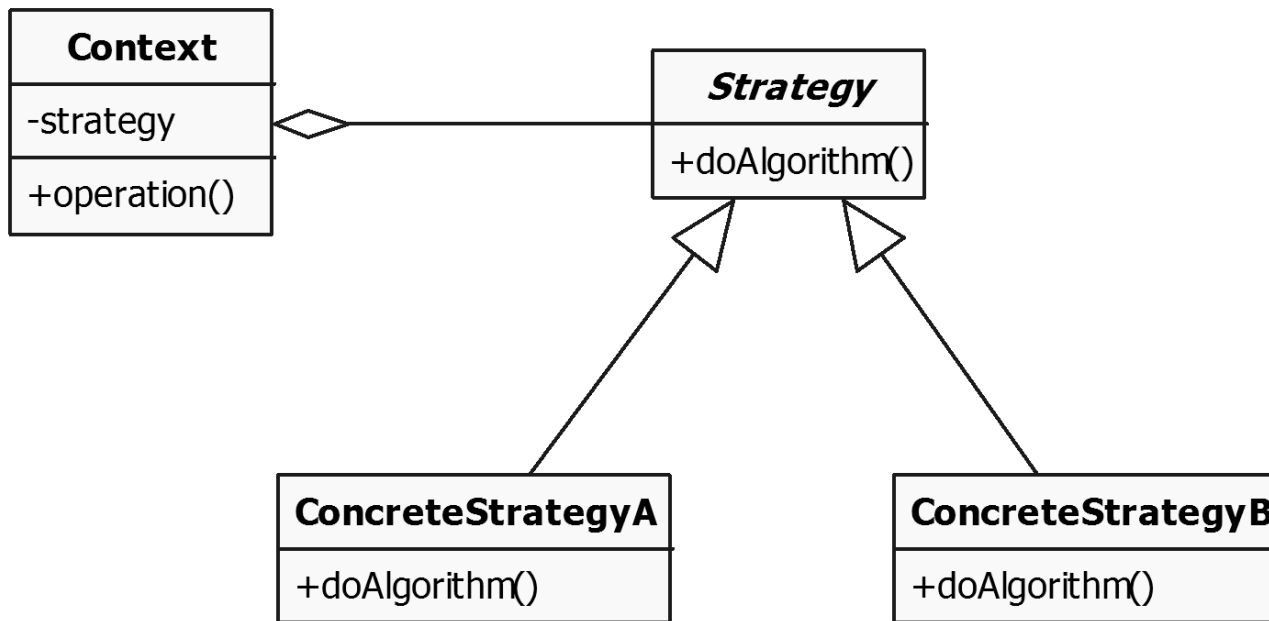 Context
-strategy
+operation()
Strategy
+doAlgorithm()
ConcreteStrategyA
+doAlgorithm()
ConcreteStrategyB
+doAlgorithm()